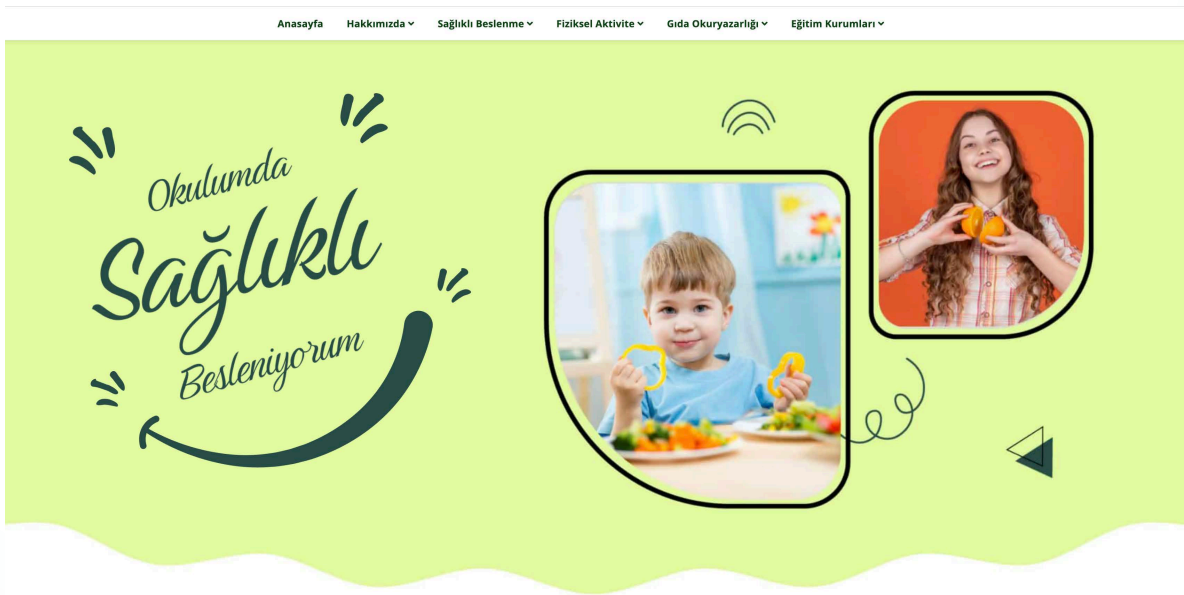 Anasayfa Hakkımızda Sağlıklı Beslenme Fiziksel Aktivite Gıda Okuryazarlığı Eğitim Kurumları
Okulumda
Sağlıklı
Besleniyorum